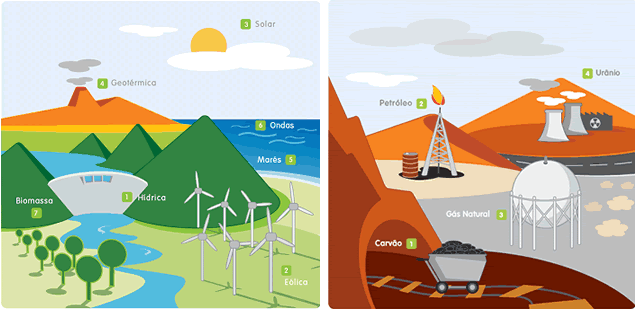 3 Solar
4 Geotérmica
6 Ondas
Marés 5
1 Hídrica
Biomassa
7
2
Eólica
4 Urânio
Petróleo 2
Gás Natural 3
Carvão 1